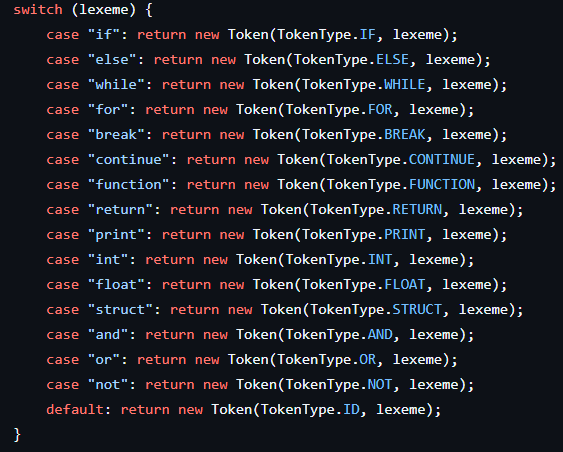 switch (lexeme) {
    case "if": return new Token(TokenType.IF, lexeme);
    case "else": return new Token(TokenType.ELSE, lexeme);
    case "while": return new Token(TokenType.WHILE, lexeme);
    case "for": return new Token(TokenType.FOR, lexeme);
    case "break": return new Token(TokenType.BREAK, lexeme);
    case "continue": return new Token(TokenType.CONTINUE, lexeme);
    case "function": return new Token(TokenType.FUNCTION, lexeme);
    case "return": return new Token(TokenType.RETURN, lexeme);
    case "print": return new Token(TokenType.PRINT, lexeme);
    case "int": return new Token(TokenType.INT, lexeme);
    case "float": return new Token(TokenType.FLOAT, lexeme);
    case "struct": return new Token(TokenType.STRUCT, lexeme);
    case "and": return new Token(TokenType.AND, lexeme);
    case "or": return new Token(TokenType.OR, lexeme);
    case "not": return new Token(TokenType.NOT, lexeme);
    default: return new Token(TokenType.ID, lexeme);
}